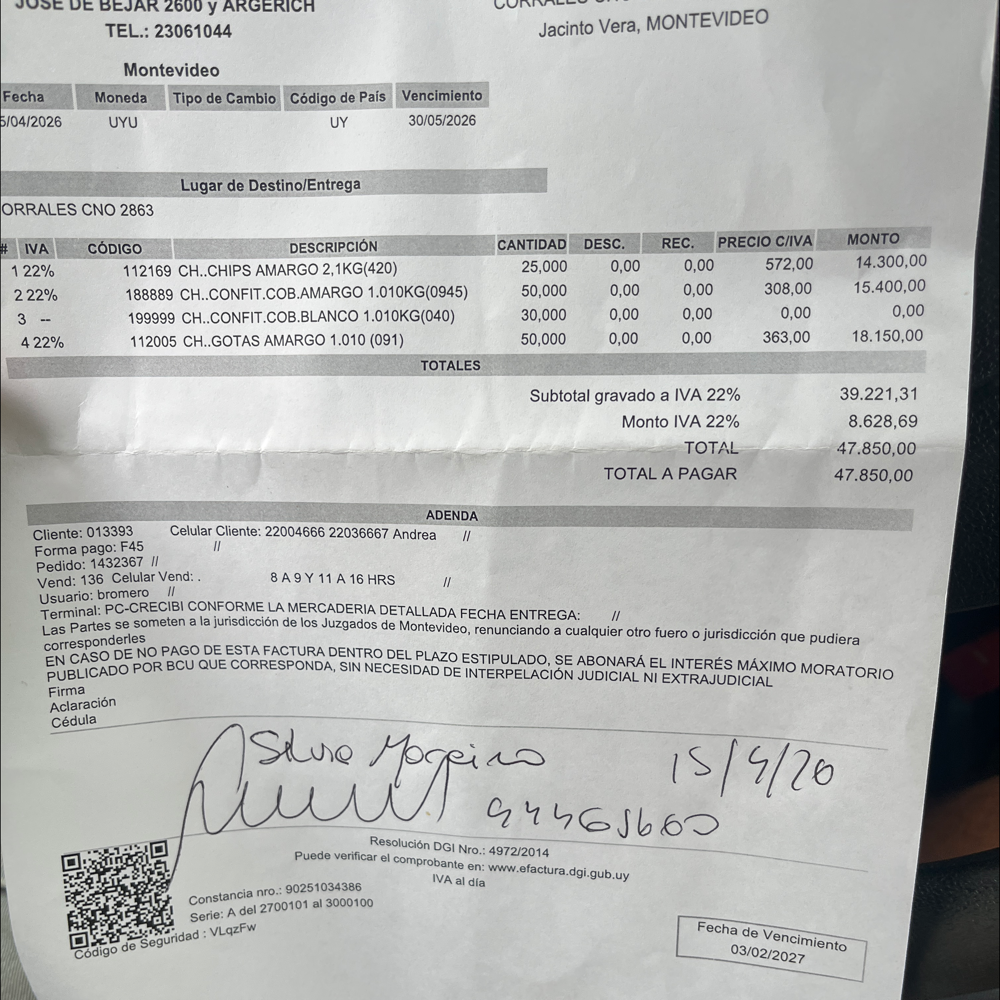 JOSE DE BEJAR 2600 y ARGERICH
TEL.: 23061044
Jacinto Vera, MONTEVIDEO
Montevideo
Fecha Moneda Tipo de Cambio Código de País Vencimiento
5/04/2026 UYU UY 30/05/2026
Lugar de Destino/Entrega
ORRALES CNO 2863
# IVA CÓDIGO DESCRIPCIÓN CANTIDAD DESC. REC. PRECIO C/IVA MONTO
1 22% 112169 CH..CHIPS AMARGO 2,1KG(420) 25,000 0,00 0,00 572,00 14.300,00
2 22% 188889 CH..CONFIT.COB.AMARGO 1.010KG(0945) 50,000 0,00 0,00 308,00 15.400,00
3 -- 199999 CH..CONFIT.COB.BLANCO 1.010KG(040) 30,000 0,00 0,00 0,00 0,00
4 22% 112005 CH..GOTAS AMARGO 1.010 (091) 50,000 0,00 0,00 363,00 18.150,00
TOTALES
Subtotal gravado a IVA 22% 39.221,31
Monto IVA 22% 8.628,69
TOTAL 47.850,00
TOTAL A PAGAR 47.850,00
ADENDA
Cliente: 013393 Celular Cliente: 22004666 22036667 Andrea //
Forma pago: F45 //
Pedido: 1432367 //
Vend: 136 Celular Vend: . 8 A 9 Y 11 A 16 HRS //
Usuario: bromero //
Terminal: PC-CRECIBI CONFORME LA MERCADERIA DETALLADA FECHA ENTREGA: //
Las Partes se someten a la jurisdicción de los Juzgados de Montevideo, renunciando a cualquier otro fuero o jurisdicción que pudiera
corresponderles
EN CASO DE NO PAGO DE ESTA FACTURA DENTRO DEL PLAZO ESTIPULADO, SE ABONARÁ EL INTERÉS MÁXIMO MORATORIO
PUBLICADO POR BCU QUE CORRESPONDA, SIN NECESIDAD DE INTERPELACIÓN JUDICIAL NI EXTRAJUDICIAL
Firma
Aclaración
Cédula
15/4/20
Resolución DGI Nro.: 4972/2014
Puede verificar el comprobante en: www.efactura.dgi.gub.uy
IVA al día
Constancia nro.: 90251034386
Serie: A del 2700101 al 3000100
Código de Seguridad : VLqzFw
Fecha de Vencimiento
03/02/2027